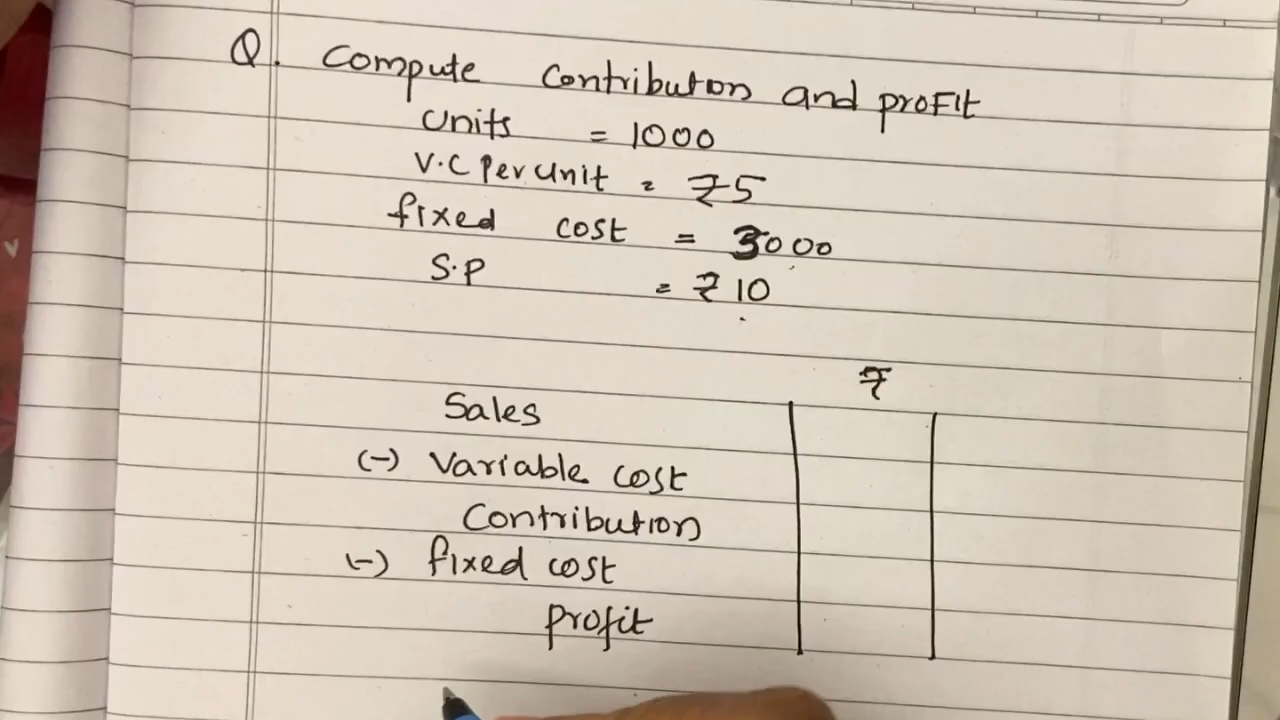 Q. Compute Contribution and proFit
Units = 1000
V.C Per Unit = ₹5
fixed cost = 3000
S.P = ₹10
₹
Sales
(-) Variable cost
Contribution
(-) fixed cost
profit